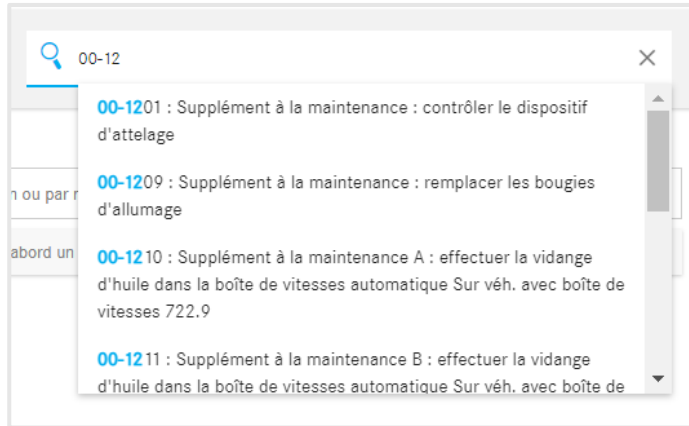 00-12
00-1201 : Supplément à la maintenance : contrôler le dispositif
d'attelage
00-1209 : Supplément à la maintenance : remplacer les bougies
n ou par
d'allumage
abord un
00-1210 : Supplément à la maintenance A : effectuer la vidange
d'huile dans la boîte de vitesses automatique Sur véh. avec boîte de
vitesses 722.9
00-1211 : Supplément à la maintenance B : effectuer la vidange
d'huile dans la boîte de vitesses automatique Sur véh. avec boîte de